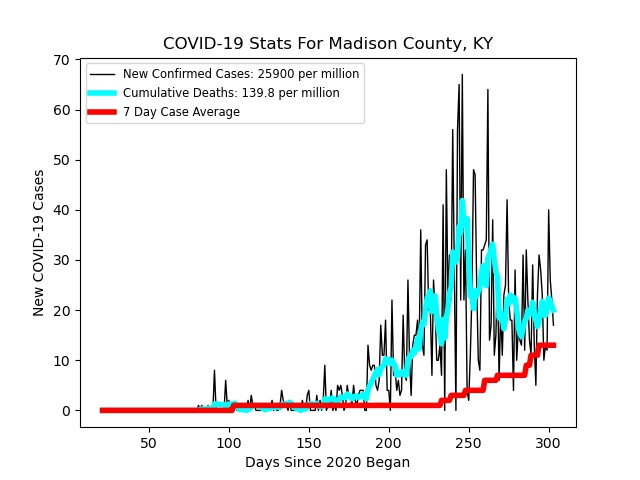 COVID-19 Stats For Madison County, KY
New Confirmed Cases: 25900 per million
Cumulative Deaths: 139.8 per million
7 Day Case Average
New COVID-19 Cases
70
60
50
40
30
20
10
0
50 100 150 200 250 300
Days Since 2020 Began